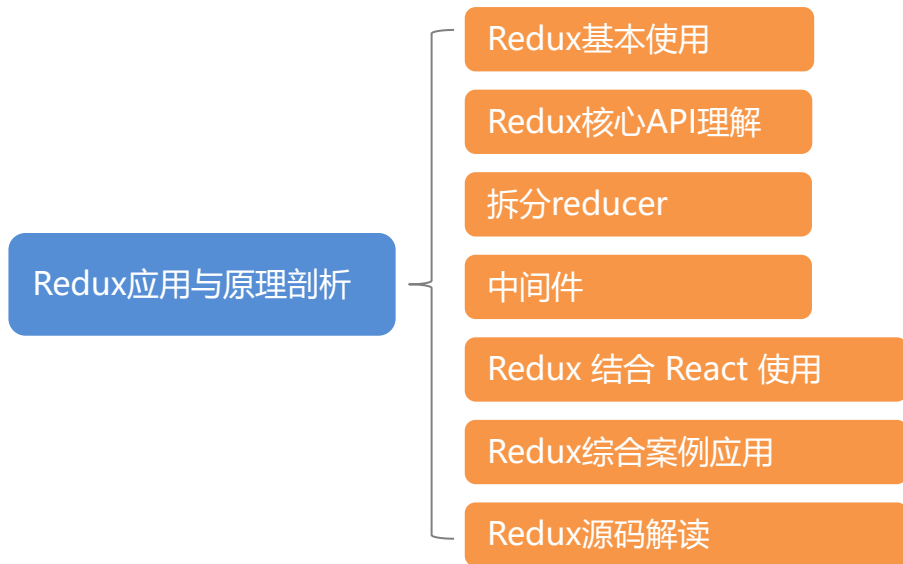 Redux基本使用
Redux核心API理解
拆分reducer
Redux应用与原理剖析
中间件
Redux 结合 React 使用
Redux综合案例应用
Redux源码解读